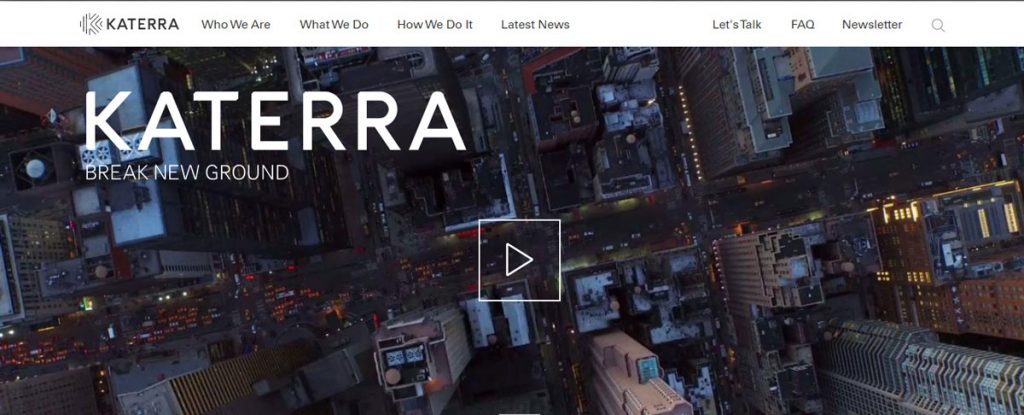 KATERRA Who We Are What We Do How We Do It Latest News Let's Talk FAQ Newsletter
KATERRA
BREAK NEW GROUND